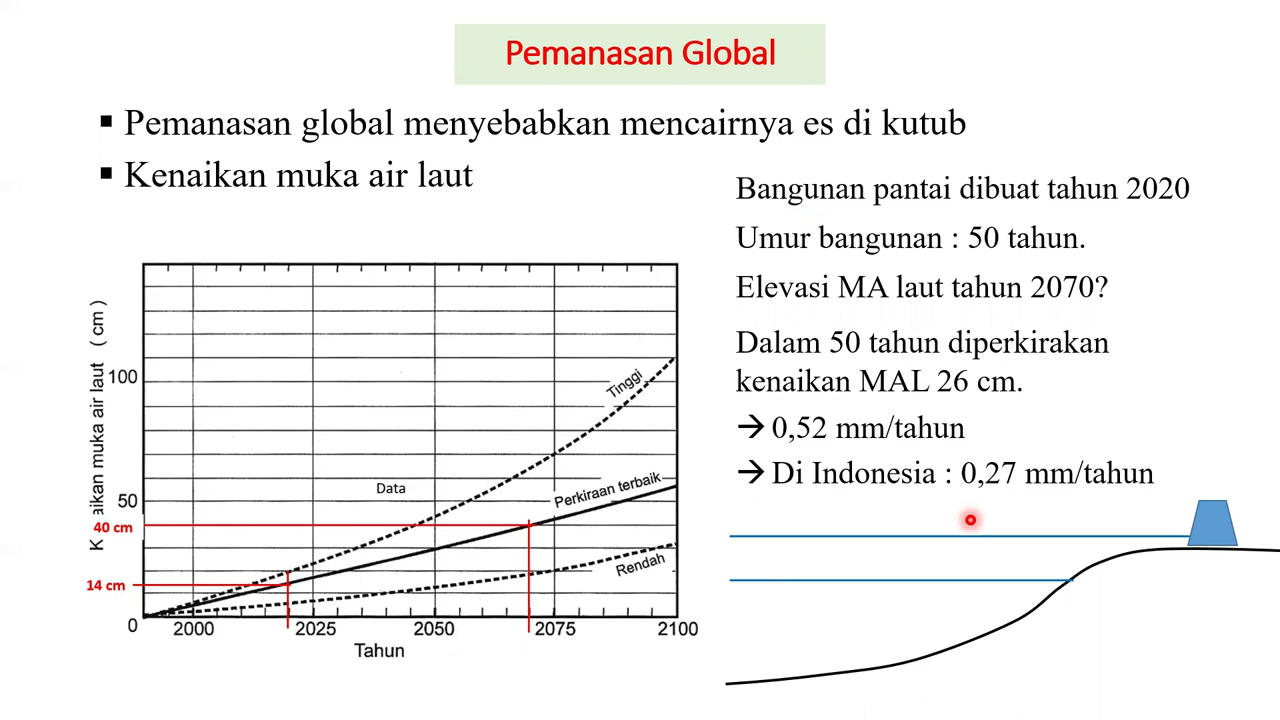 Pemanasan Global
▪ Pemanasan global menyebabkan mencairnya es di kutub
▪ Kenaikan muka air laut
Bangunan pantai dibuat tahun 2020
Umur bangunan : 50 tahun.
Elevasi MA laut tahun 2070?
Dalam 50 tahun diperkirakan
kenaikan MAL 26 cm.
→ 0,52 mm/tahun
→ Di Indonesia : 0,27 mm/tahun
K aikan muka air laut ( cm )
100
50
40 cm
14 cm
0
Tinggi
Data
Perkiraan terbaik
Rendah
2000 2025 2050 2075 2100
Tahun